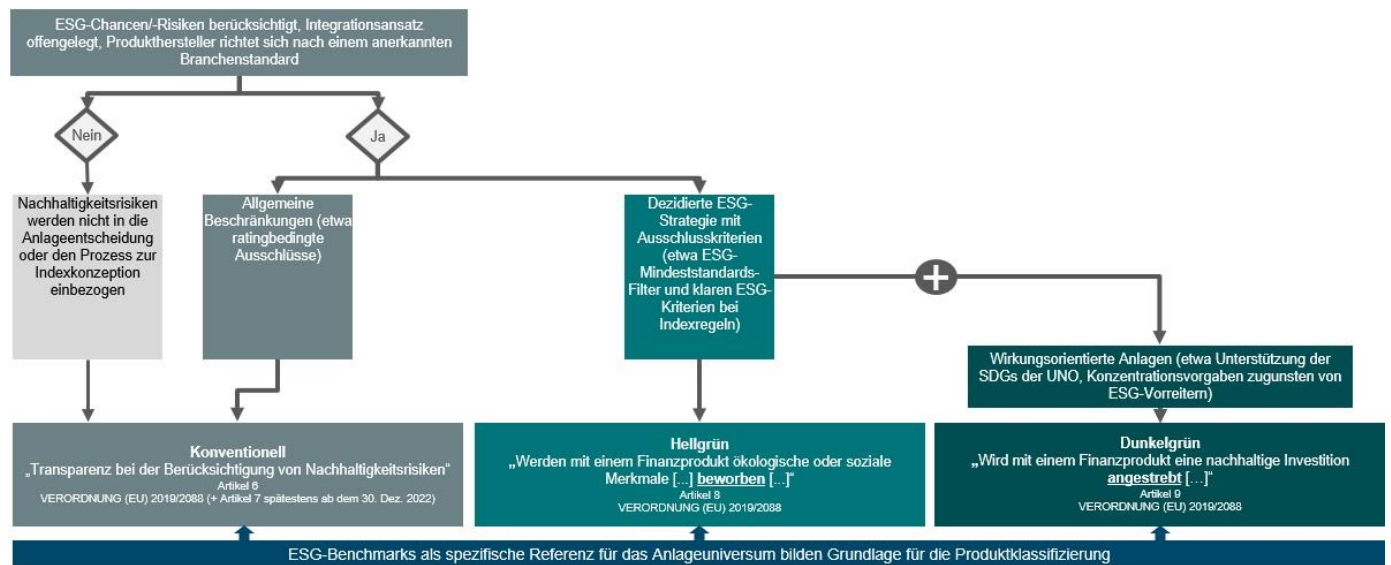 ESG-Chancen/-Risiken berücksichtigt, Integrationsansatz
offengelegt, Produkthersteller richtet sich nach einem anerkannten
Branchenstandard
Nein
Ja
Nachhaltigkeitsrisiken
werden nicht in die
Anlageentscheidung
oder den Prozess zur
Indexkonzeption
einbezogen
Allgemeine
Beschränkungen (etwa
ratingbedingte
Ausschlüsse)
Dezidierte ESG-
Strategie mit
Ausschlusskriterien
(etwa ESG-
Mindeststandards-
Filter und klaren ESG-
Kriterien bei
Indexregeln)
Wirkungsorientierte Anlagen (etwa Unterstützung der
SDGs der UNO, Konzentrationsvorgaben zugunsten von
ESG-Vorreitern)
Konventionell
„Transparenz bei der Berücksichtigung von Nachhaltigkeitsrisiken“
Artikel 6
VERORDNUNG (EU) 2019/2088 (+ Artikel 7 spätestens ab dem 30. Dez. 2022)
Hellgrün
„Werden mit einem Finanzprodukt ökologische oder soziale
Merkmale [...] beworben [...]“
Artikel 8
VERORDNUNG (EU) 2019/2088
Dunkelgrün
„Wird mit einem Finanzprodukt eine nachhaltige Investition
angestrebt […]“
Artikel 9
VERORDNUNG (EU) 2019/2088
ESG-Benchmarks als spezifische Referenz für das Anlageuniversum bilden Grundlage für die Produktklassifizierung